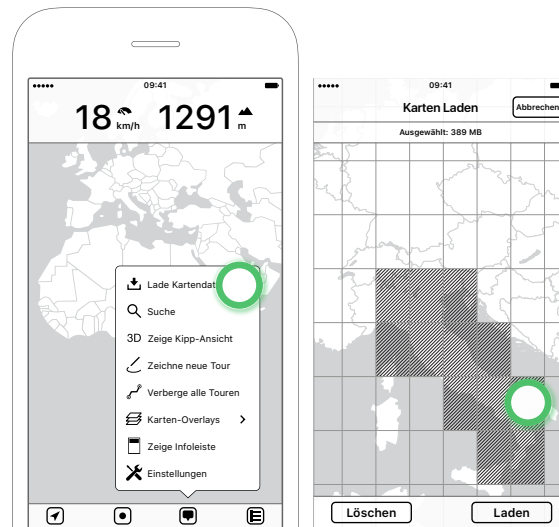 09:41
18 km/h 1291 m
Lade Kartendat
Suche
3D Zeige Kipp-Ansicht
Zeichne neue Tour
Verberge alle Touren
Karten-Overlays
Zeige Infoleiste
Einstellungen
09:41
Karten Laden
Abbrechen
Ausgewählt: 389 MB
Löschen
Laden